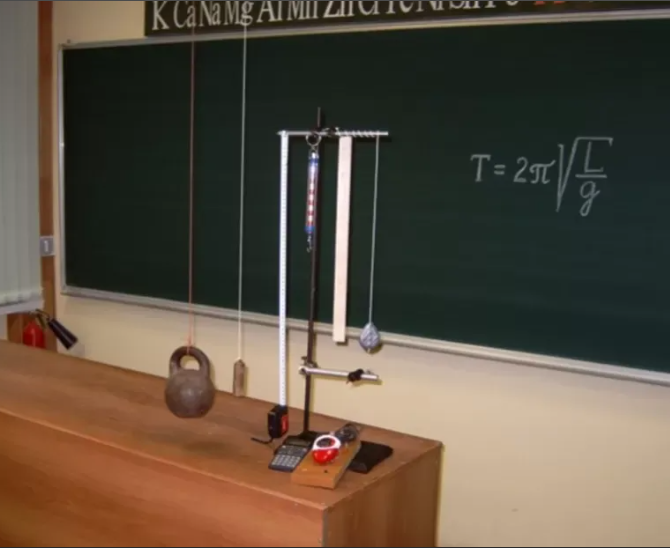 K Ca Na Mg Al Mn Zn Cr Fe Ni Sn Pb
T = 2π√(L/g)